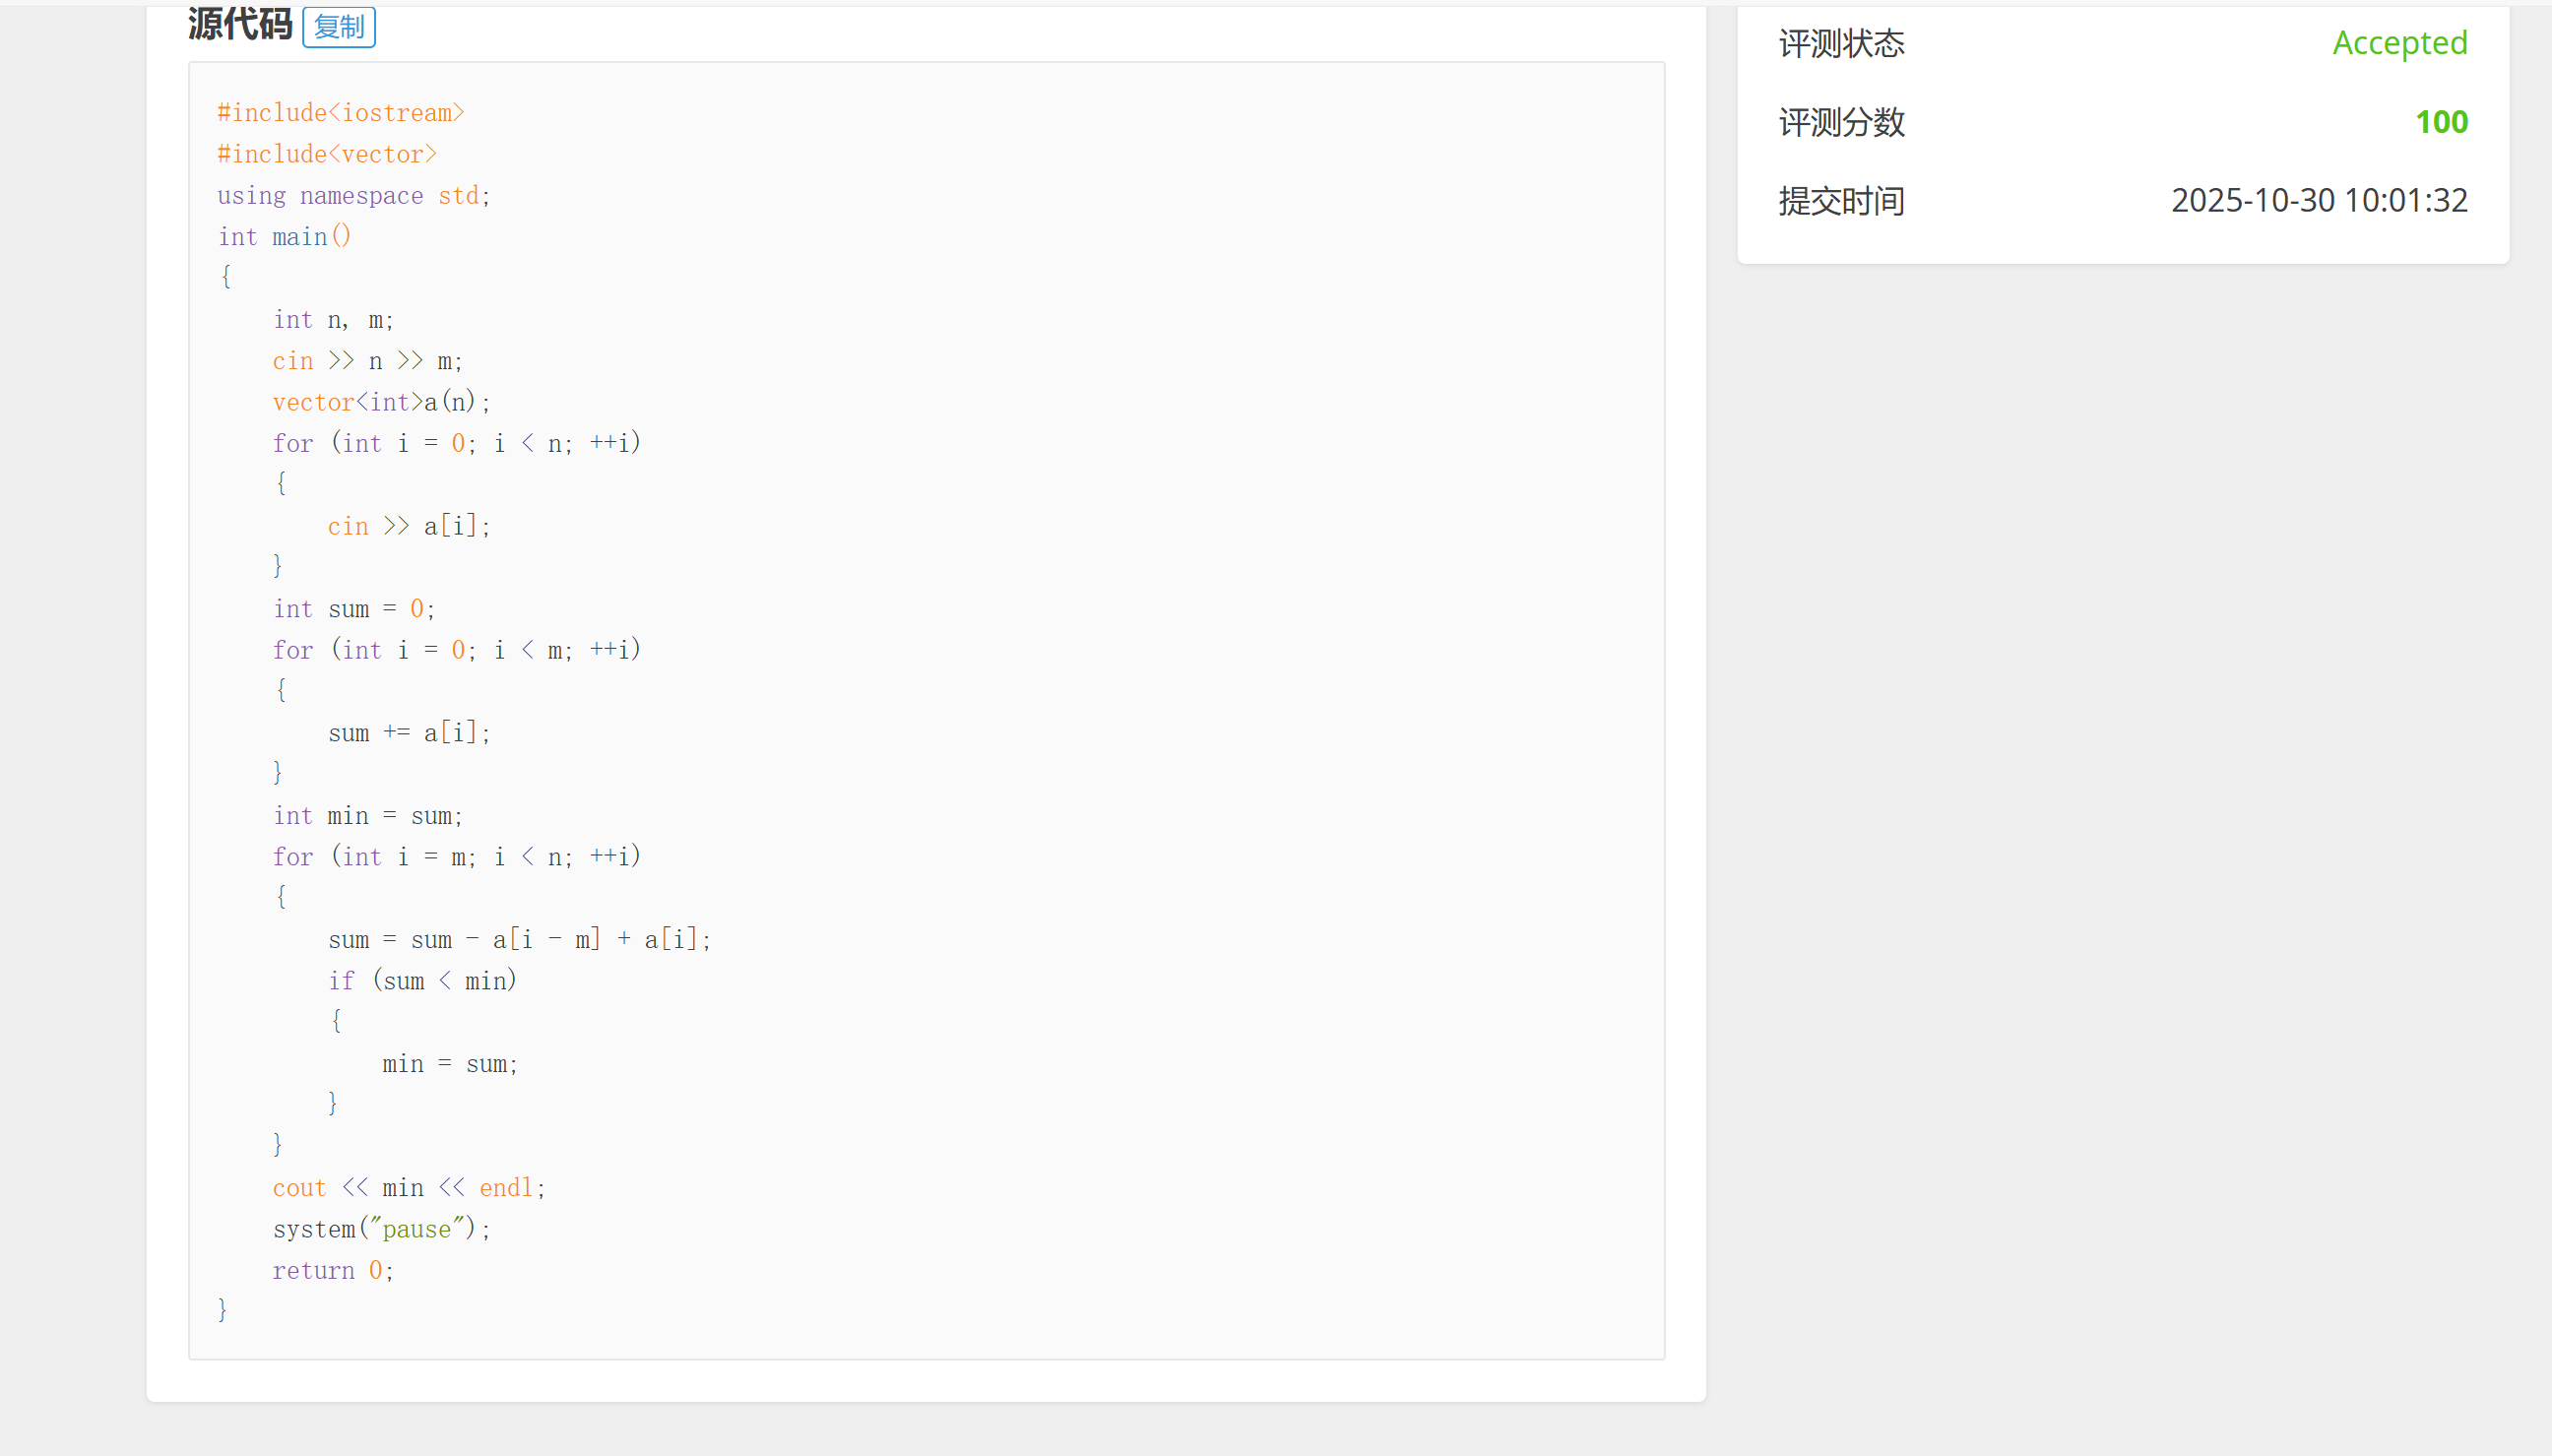 源代码 复制
#include<iostream>
#include<vector>
using namespace std;
int main()
{
    int n, m;
    cin >> n >> m;
    vector<int>a(n);
    for (int i = 0; i < n; ++i)
    {
        cin >> a[i];
    }
    int sum = 0;
    for (int i = 0; i < m; ++i)
    {
        sum += a[i];
    }
    int min = sum;
    for (int i = m; i < n; ++i)
    {
        sum = sum - a[i - m] + a[i];
        if (sum < min)
        {
            min = sum;
        }
    }
    cout << min << endl;
    system("pause");
    return 0;
}
评测状态 Accepted
评测分数 100
提交时间 2025-10-30 10:01:32